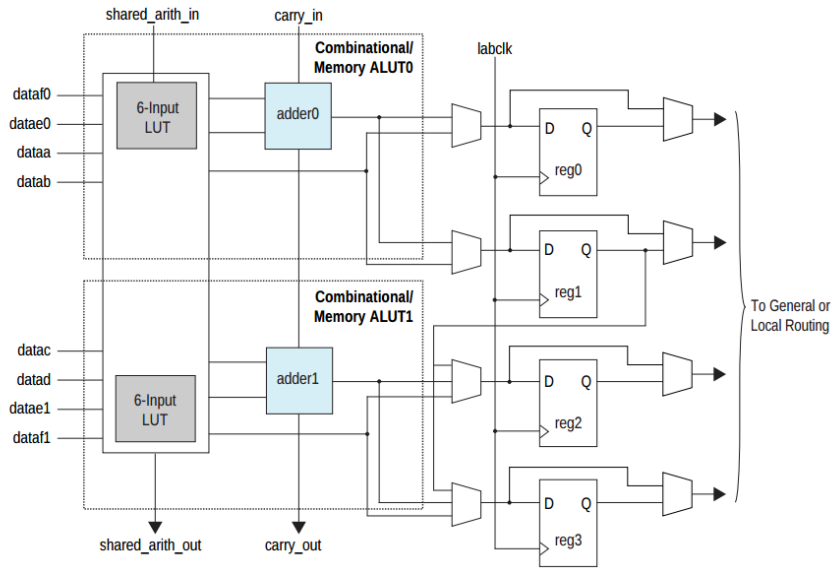 shared_arith_in
carry_in
Combinational/
Memory ALUT0
labclk
dataf0
datae0
dataa
datab
6-Input
LUT
adder0
D
Q
reg0
D
Q
reg1
Combinational/
Memory ALUT1
To General or
Local Routing
datac
datad
datae1
dataf1
6-Input
LUT
adder1
D
Q
reg2
D
Q
reg3
shared_arith_out
carry_out